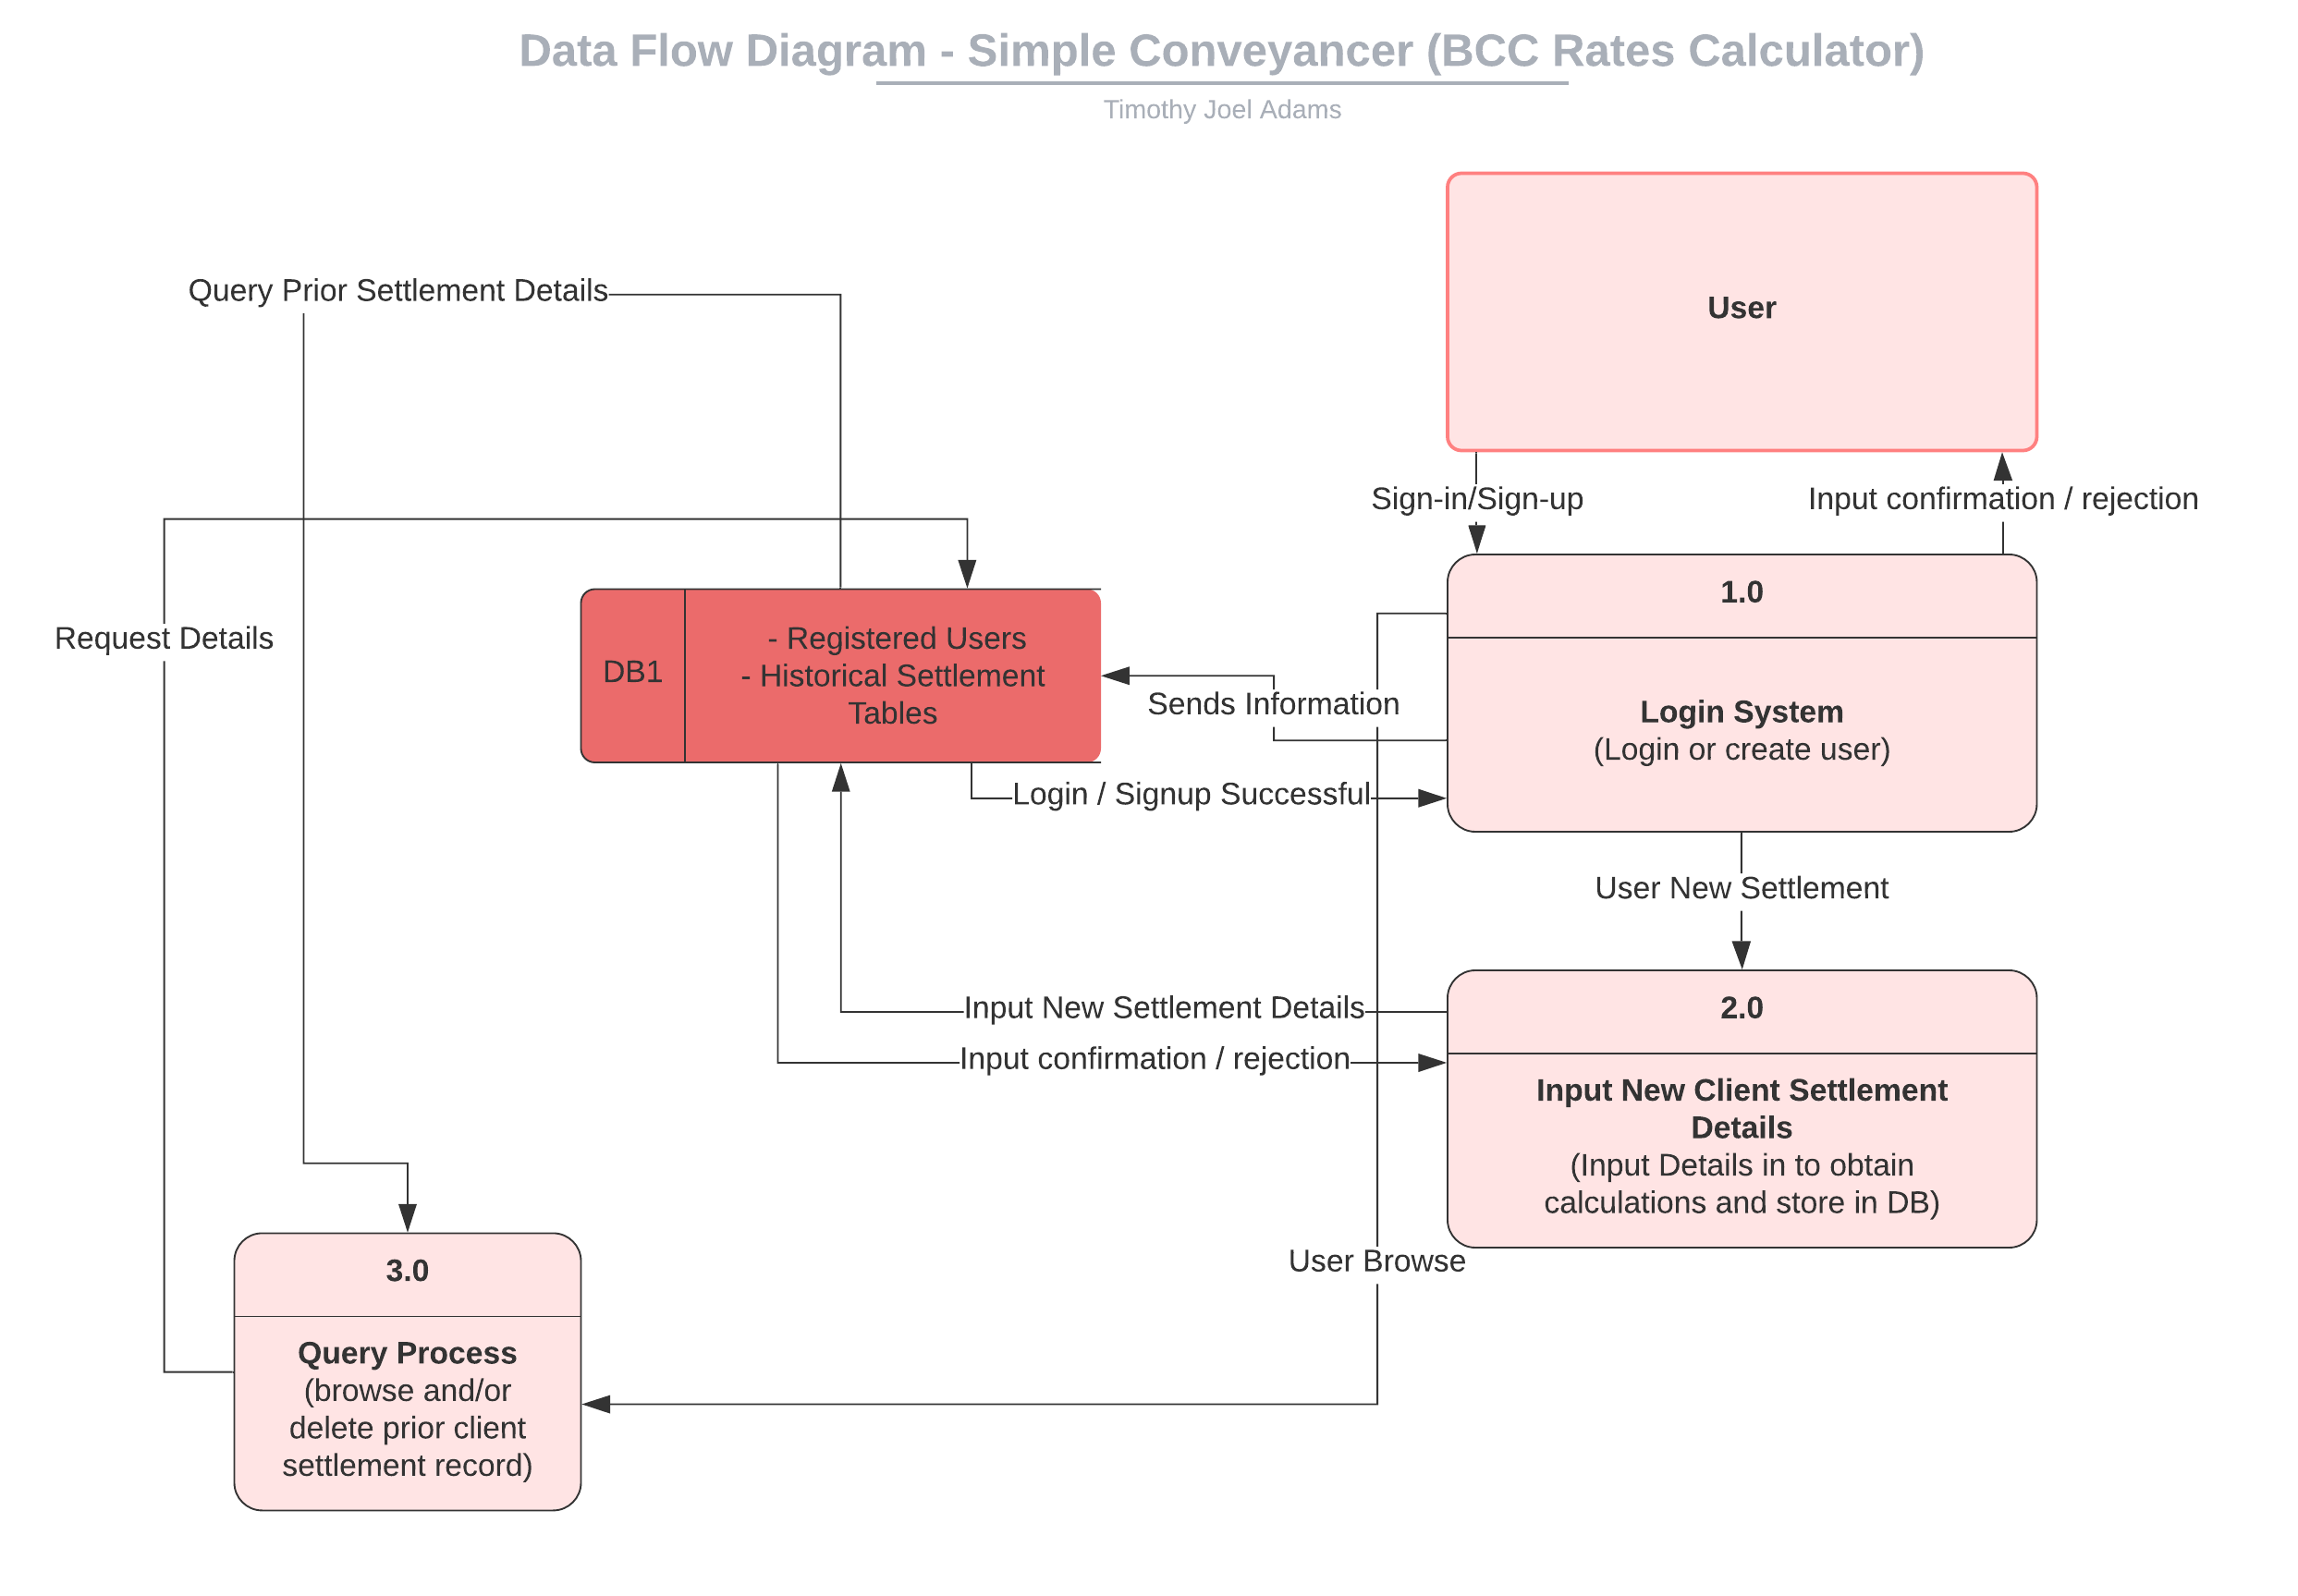 Data Flow Diagram - Simple Conveyancer (BCC Rates Calculator)
Timothy Joel Adams
User
Query Prior Settlement Details
Sign-in/Sign-up
Input confirmation / rejection
1.0
Login System
(Login or create user)
Request Details
DB1
- Registered Users
- Historical Settlement
Tables
Sends Information
Login / Signup Successful
User New Settlement
Input New Settlement Details
Input confirmation / rejection
2.0
Input New Client Settlement
Details
(Input Details in to obtain
calculations and store in DB)
User Browse
3.0
Query Process
(browse and/or
delete prior client
settlement record)